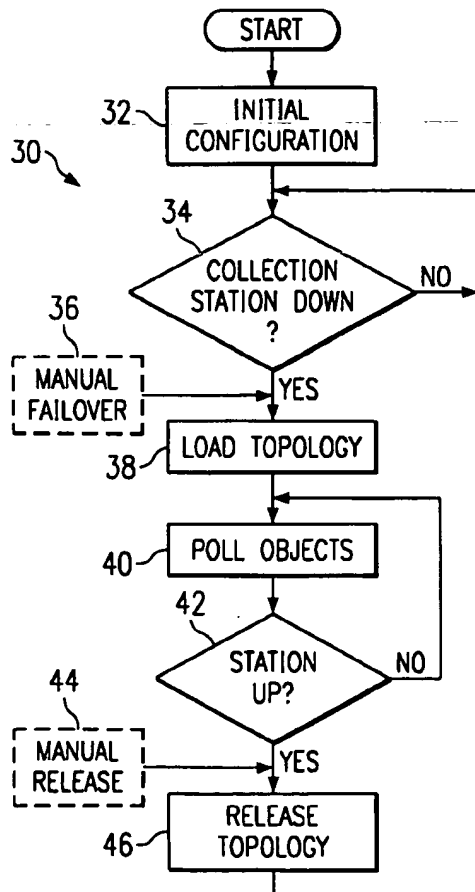 START
32
INITIAL
CONFIGURATION
30
34
COLLECTION
STATION DOWN
?
NO
36
MANUAL
FAILOVER
YES
LOAD TOPOLOGY
38
POLL OBJECTS
40
42
STATION
UP?
NO
44
MANUAL
RELEASE
YES
RELEASE
TOPOLOGY
46